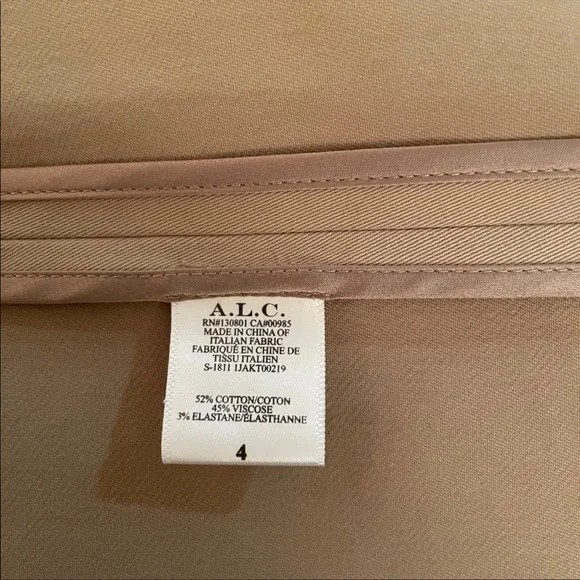 A.L.C.
RN#130801 CA#00985
MADE IN CHINA OF
ITALIAN FABRIC
FABRIQUÉ EN CHINE DE
TISSU ITALIEN
S-1811 1JAKT00219
52% COTTON/COTON
45% VISCOSE
3% ELASTANE/ÉLASTHANNE
4